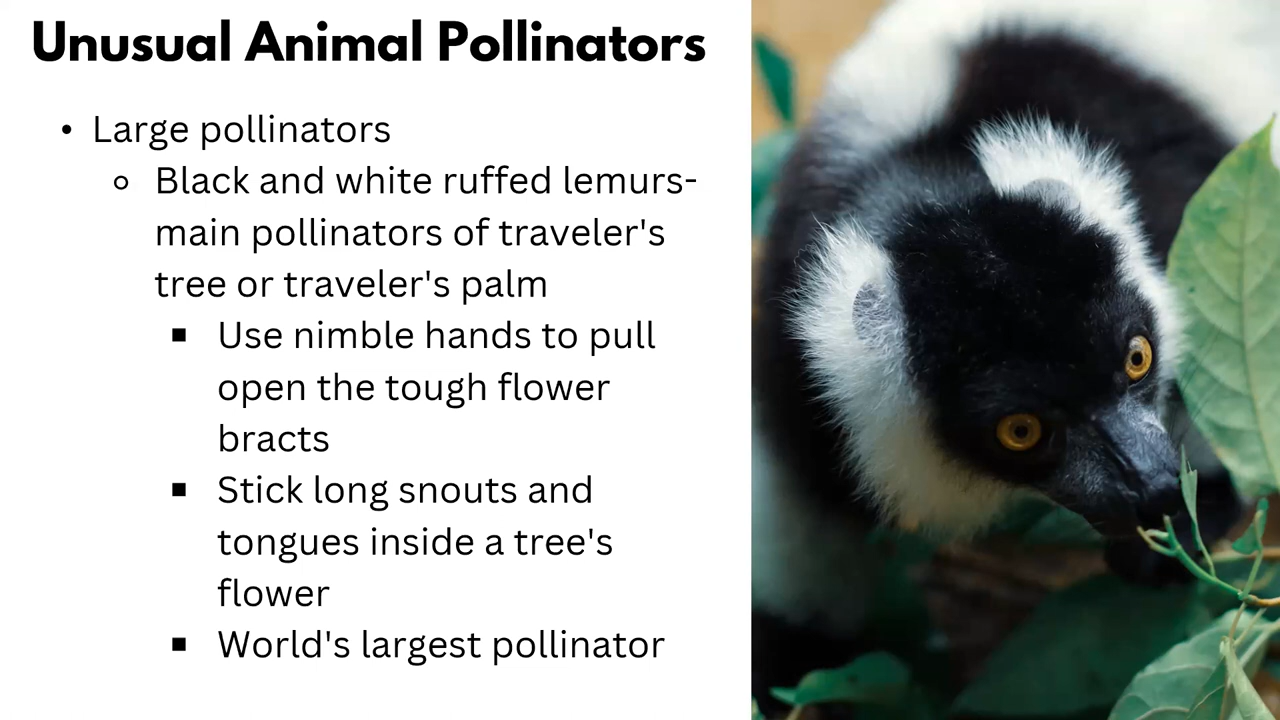 Unusual Animal Pollinators
• Large pollinators
○ Black and white ruffed lemurs-
main pollinators of traveler's
tree or traveler's palm
■ Use nimble hands to pull
open the tough flower
bracts
■ Stick long snouts and
tongues inside a tree's
flower
■ World's largest pollinator